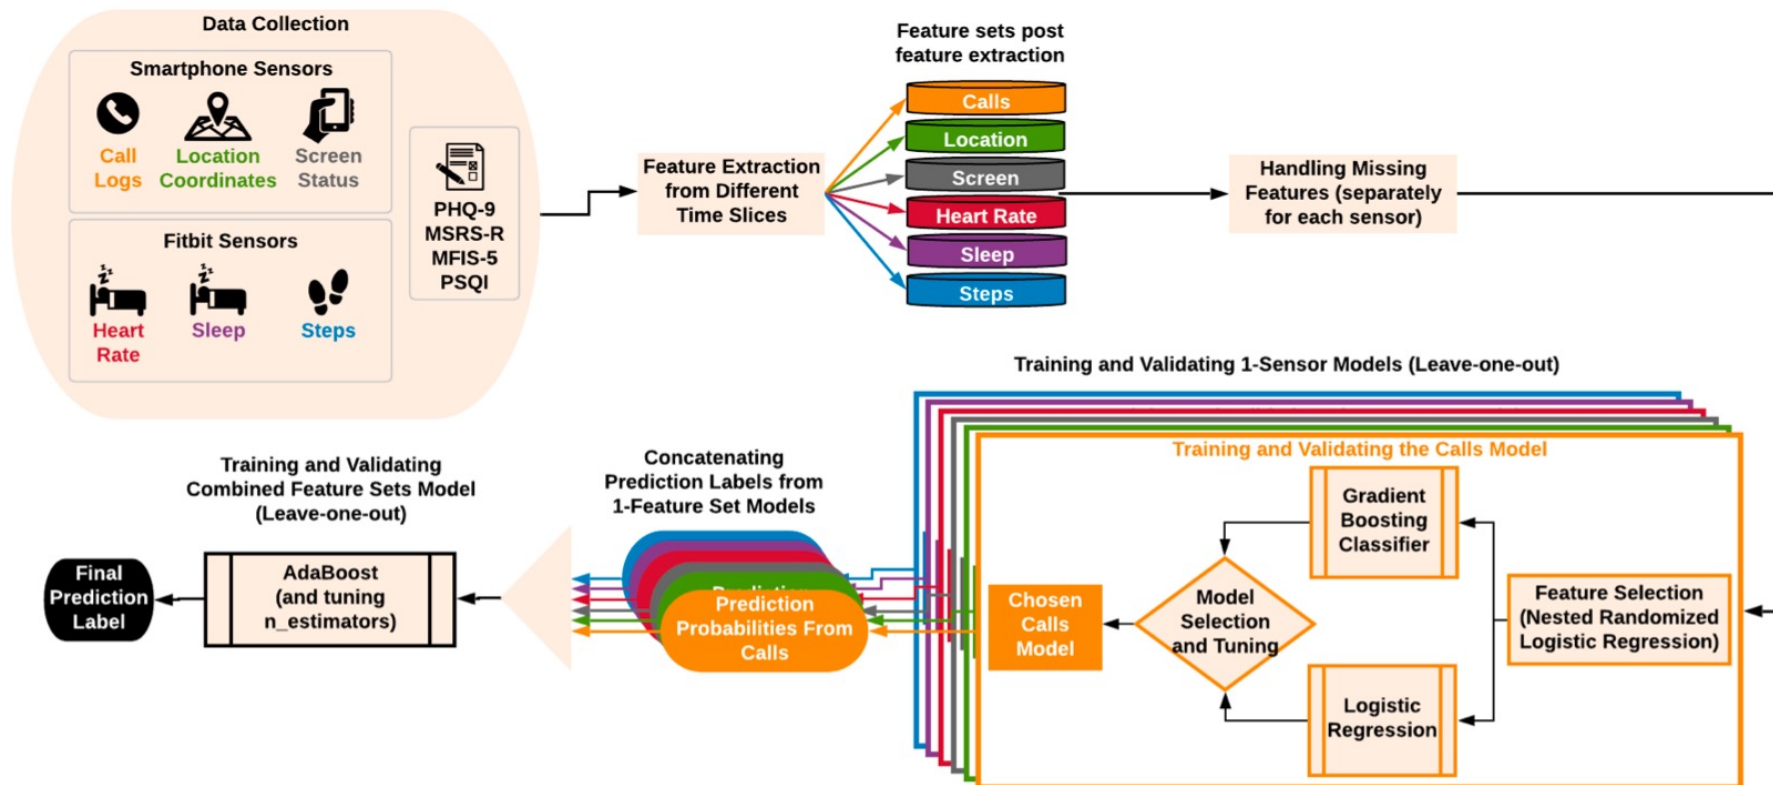 Data Collection
Smartphone Sensors
Call
Logs
Location
Coordinates
Screen
Status
Fitbit Sensors
Heart
Rate
Sleep
Steps
PHQ-9
MSRS-R
MFIS-5
PSQI
Feature Extraction
from Different
Time Slices
Feature sets post
feature extraction
Calls
Location
Screen
Heart Rate
Sleep
Steps
Handling Missing
Features (separately
for each sensor)
Training and Validating 1-Sensor Models (Leave-one-out)
Training and Validating the Calls Model
Feature Selection
(Nested Randomized
Logistic Regression)
Gradient
Boosting
Classifier
Logistic
Regression
Model
Selection
and Tuning
Chosen
Calls
Model
Concatenating
Prediction Labels from
1-Feature Set Models
Prediction
Prediction
Probabilities From
Calls
Training and Validating
Combined Feature Sets Model
(Leave-one-out)
AdaBoost
(and tuning
n_estimators)
Final
Prediction
Label